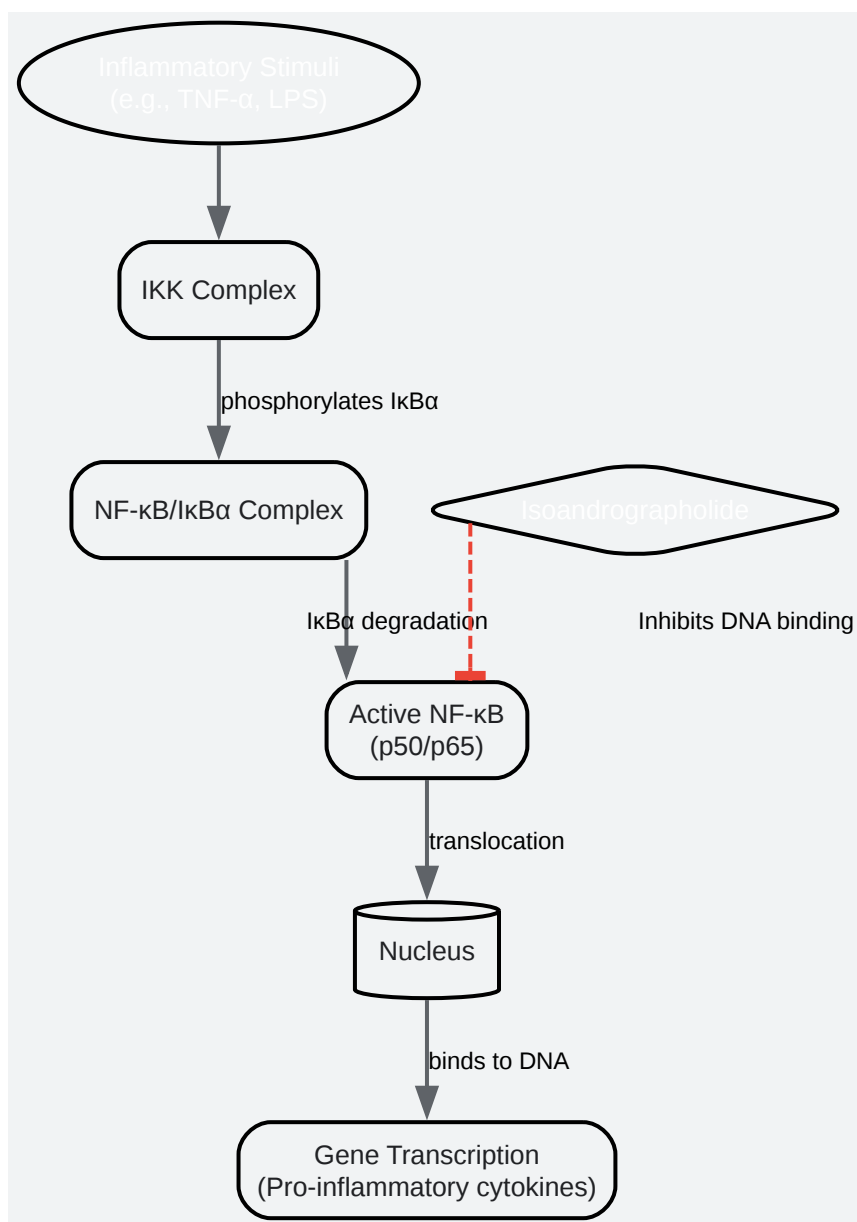 Inflammatory Stimuli
(e.g., TNF-α, LPS)
IKK Complex
phosphorylates IκBα
NF-κB/IκBα Complex
Isoandrographolide
IκBα degradation
Inhibits DNA binding
Active NF-κB
(p50/p65)
translocation
Nucleus
binds to DNA
Gene Transcription
(Pro-inflammatory cytokines)